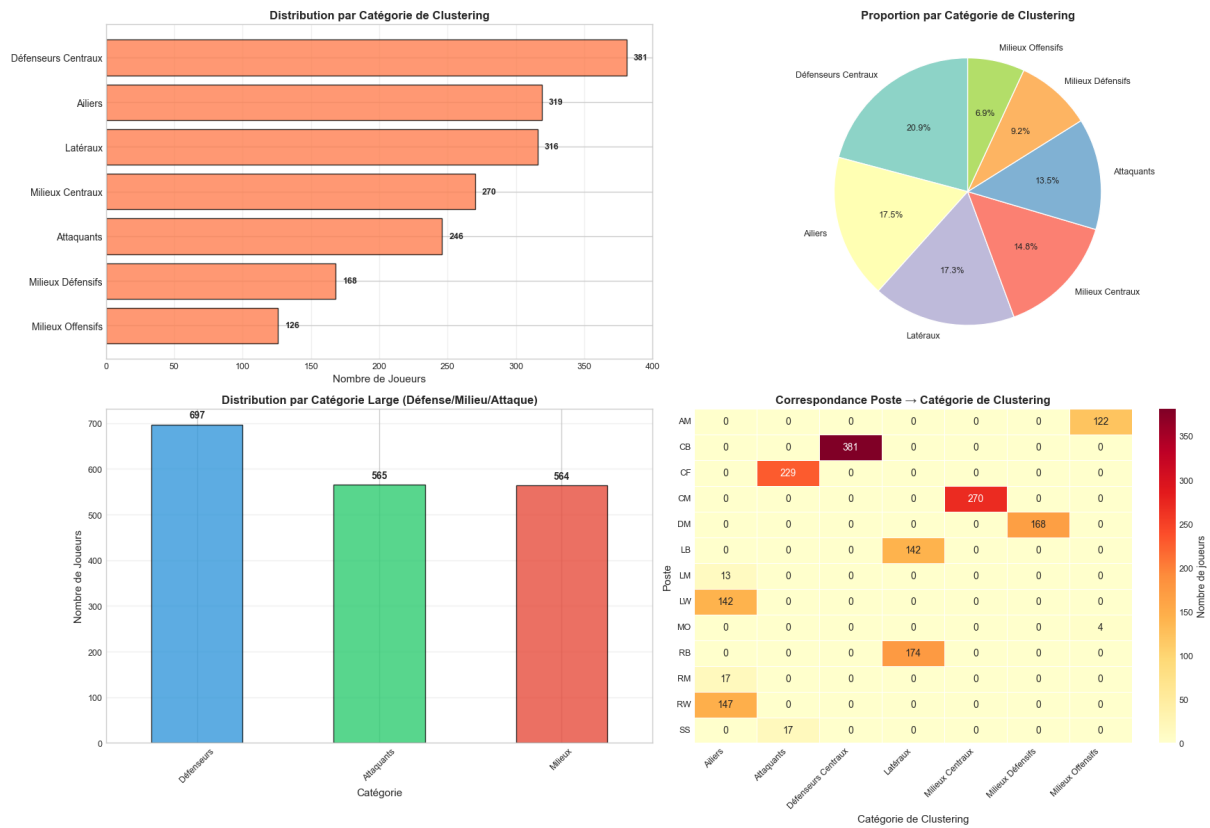 Distribution par Catégorie de Clustering
Défenseurs Centraux
Ailiers
Latéraux
Milieux Centraux
Attaquants
Milieux Défensifs
Milieux Offensifs
381
319
316
270
246
168
126
0 50 100 150 200 250 300 350 400
Nombre de Joueurs
Proportion par Catégorie de Clustering
Milieux Offensifs
Milieux Défensifs
Défenseurs Centraux
Attaquants
Ailiers
Milieux Centraux
Latéraux
6.9%
9.2%
20.9%
13.5%
17.5%
14.8%
17.3%
Distribution par Catégorie Large (Défense/Milieu/Attaque)
Nombre de Joueurs
700
600
500
400
300
200
100
0
697
565
564
Défenseurs
Attaquants
Milieux
Catégorie
Correspondance Poste → Catégorie de Clustering
Poste
AM 0 0 0 0 0 0 122
CB 0 0 381 0 0 0 0
CF 0 229 0 0 0 0 0
CM 0 0 0 0 270 0 0
DM 0 0 0 0 0 168 0
LB 0 0 0 142 0 0 0
LM 13 0 0 0 0 0 0
LW 142 0 0 0 0 0 0
MO 0 0 0 0 0 0 4
RB 0 0 0 174 0 0 0
RM 17 0 0 0 0 0 0
RW 147 0 0 0 0 0 0
SS 0 17 0 0 0 0 0
Ailiers
Attaquants
Défenseurs Centraux
Latéraux
Milieux Centraux
Milieux Défensifs
Milieux Offensifs
Catégorie de Clustering
350
300
250
200
150
100
50
0
Nombre de joueurs